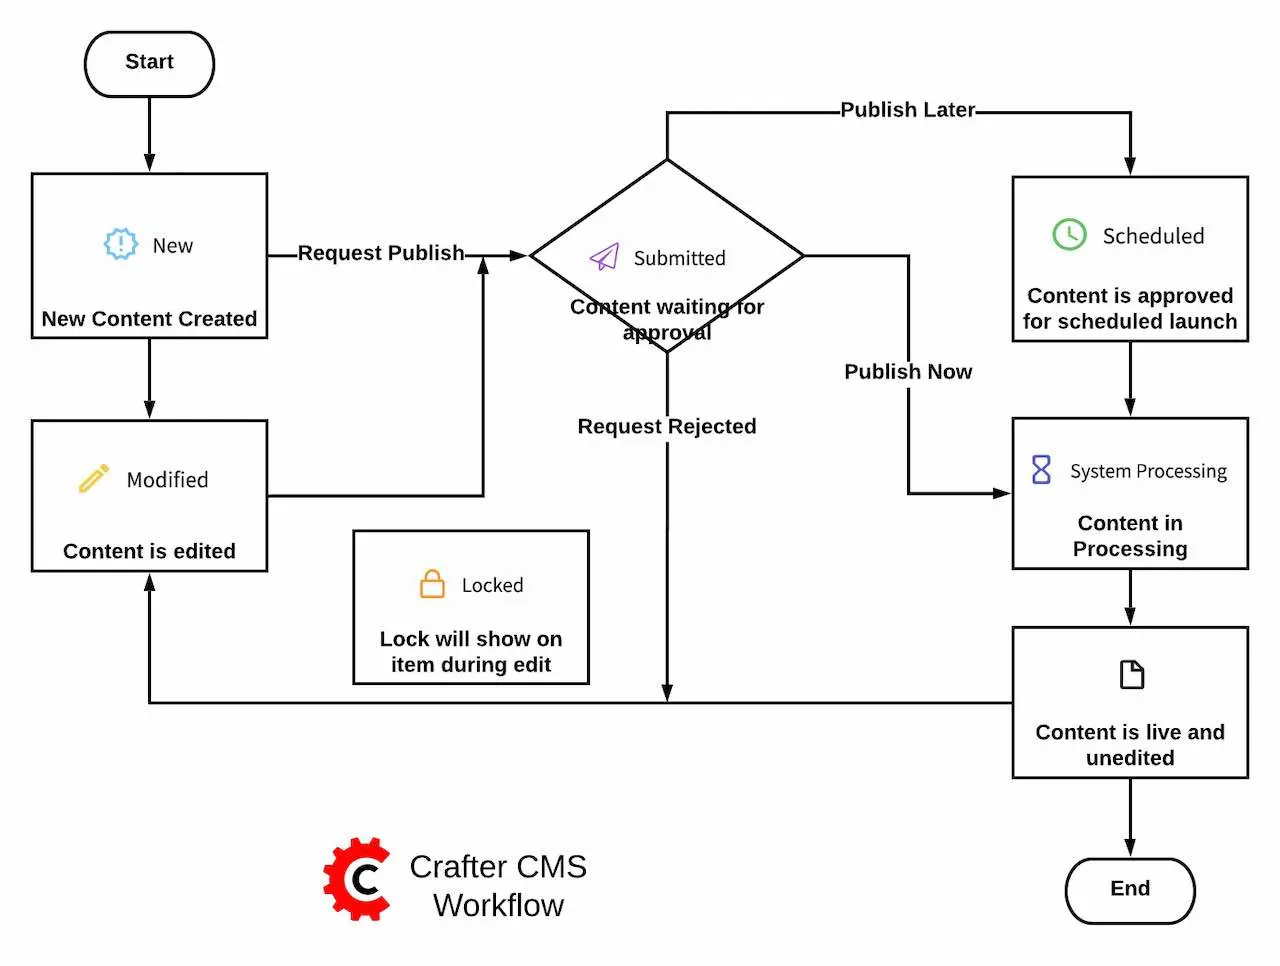 Start
Publish Later
New
New Content Created
Request Publish
Submitted
Content waiting for
approval
Scheduled
Content is approved
for scheduled launch
Publish Now
Request Rejected
Modified
Content is edited
System Processing
Content in
Processing
Locked
Lock will show on
item during edit
Content is live and
unedited
C
Crafter CMS
Workflow
End